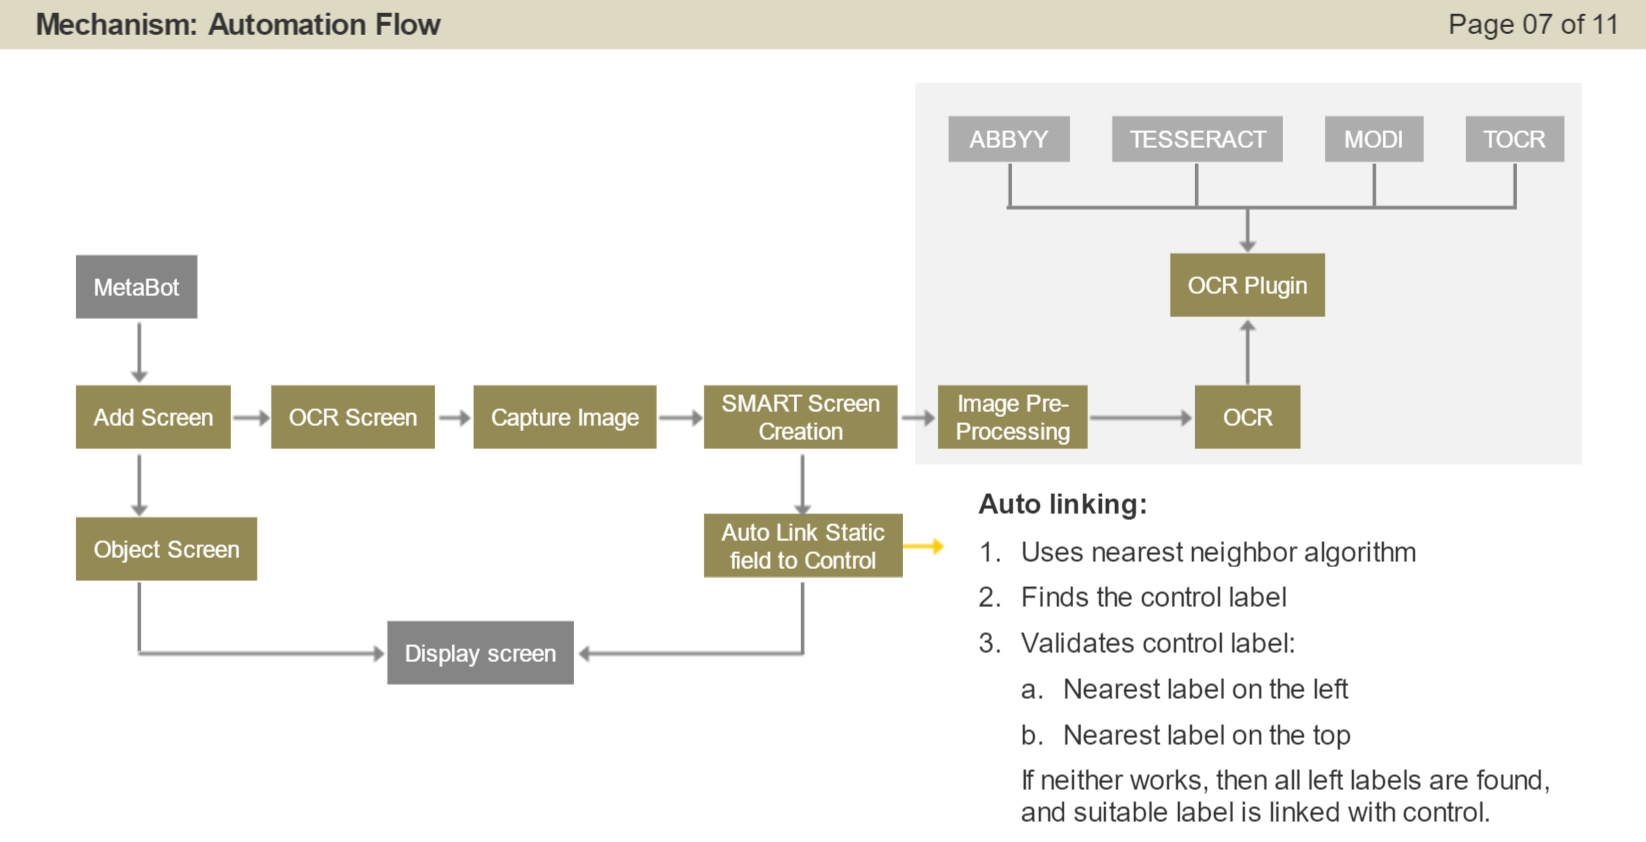 Mechanism: Automation Flow
Page 07 of 11
ABBYY
TESSERACT
MODI
TOCR
MetaBot
OCR Plugin
Add Screen
OCR Screen
Capture Image
SMART Screen
Creation
Image Pre-
Processing
OCR
Object Screen
Auto Link Static
field to Control
Display screen
Auto linking:
1. Uses nearest neighbor algorithm
2. Finds the control label
3. Validates control label:
a. Nearest label on the left
b. Nearest label on the top
If neither works, then all left labels are found,
and suitable label is linked with control.